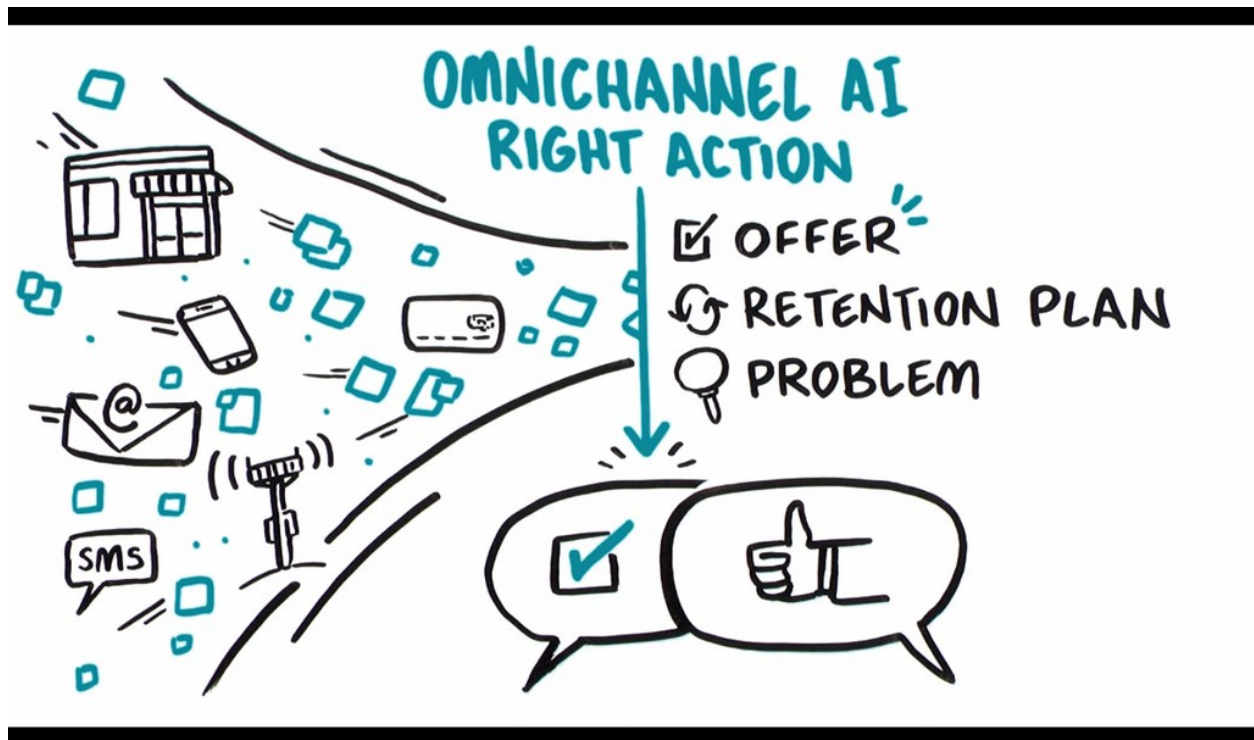 OMNICHANNEL AI
RIGHT ACTION
OFFER
RETENTION PLAN
PROBLEM
@
SMS